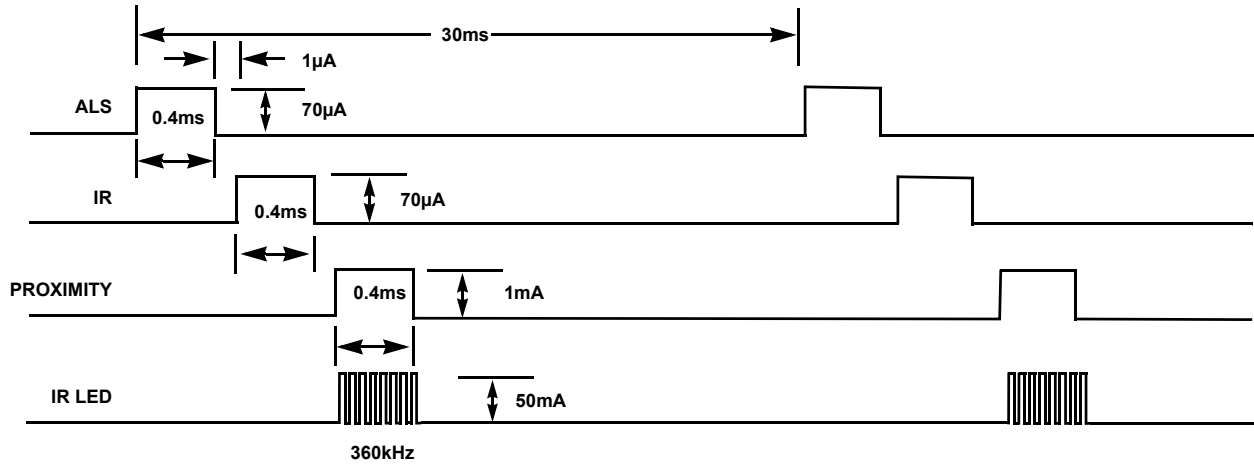 30ms
1µA
ALS
0.4ms
70µA
IR
0.4ms
70µA
PROXIMITY
0.4ms
1mA
IR LED
50mA
360kHz